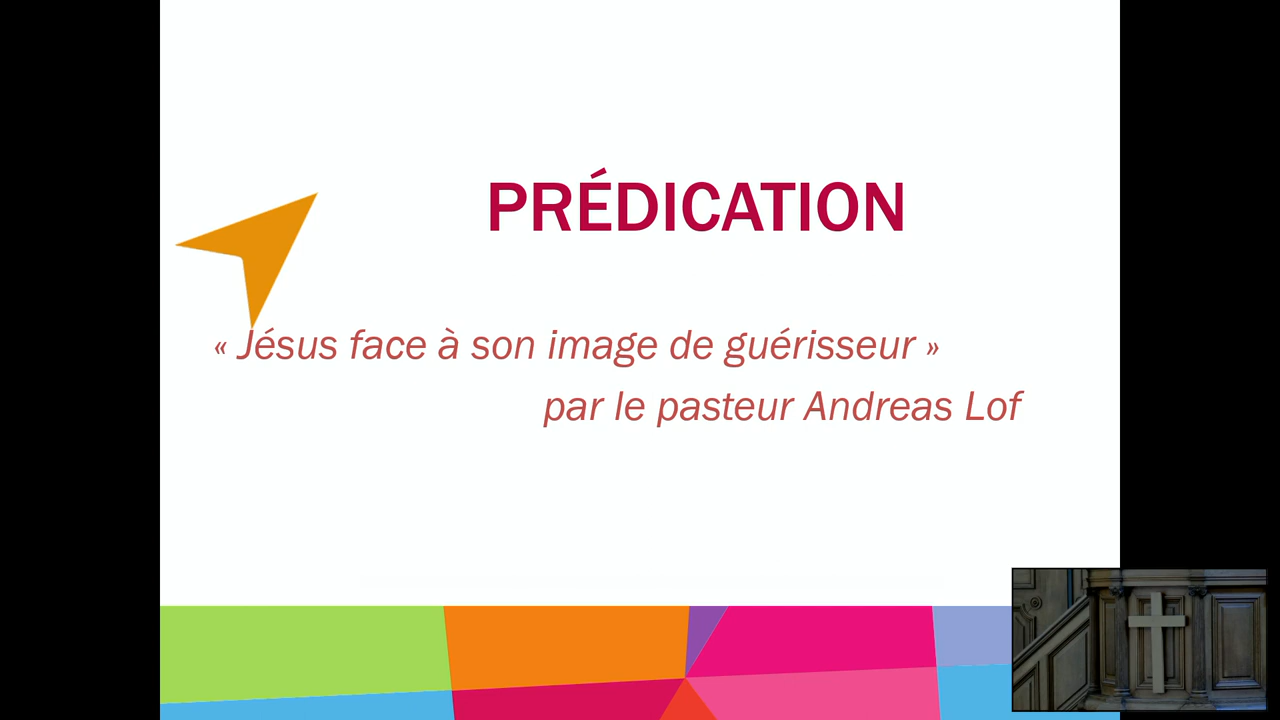 PRÉDICATION
« Jésus face à son image de guérisseur »
par le pasteur Andreas Lof